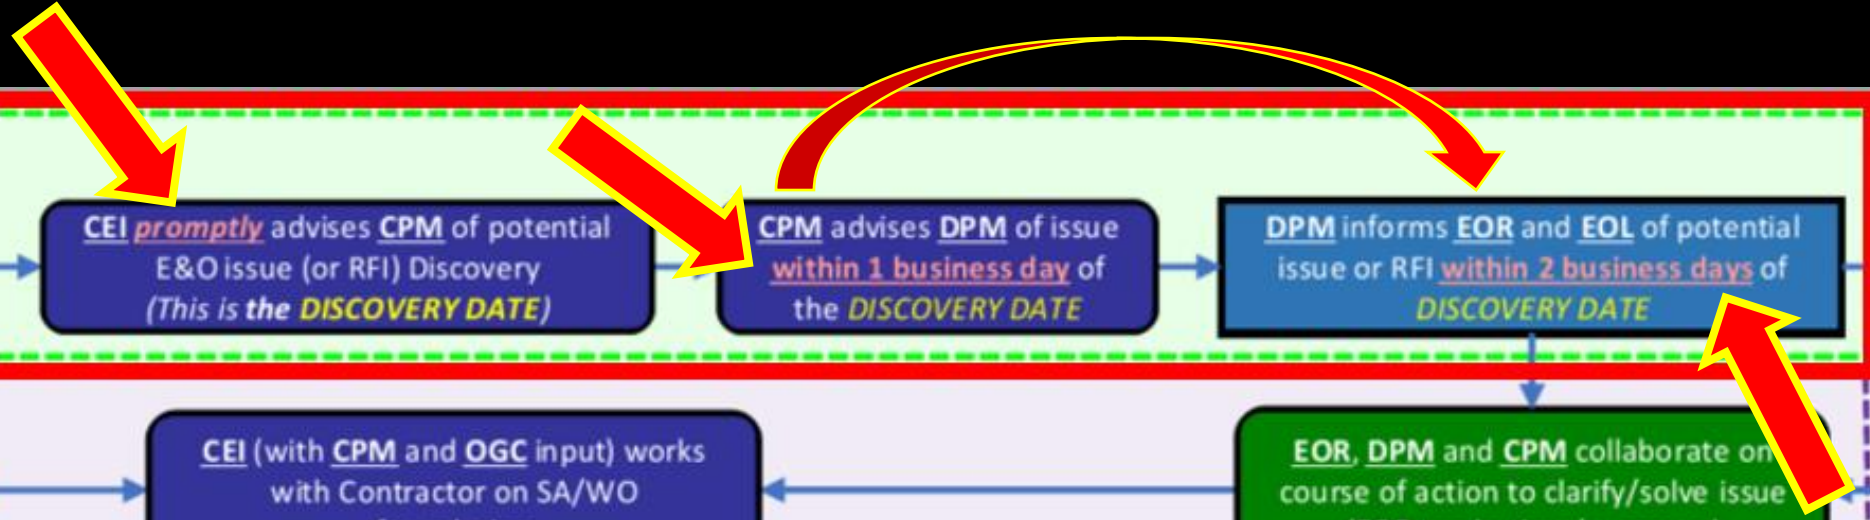 CEI promptly advises CPM of potential
E&O issue (or RFI) Discovery
(This is the DISCOVERY DATE)
CPM advises DPM of issue
within 1 business day of
the DISCOVERY DATE
DPM informs EOR and EOL of potential
issue or RFI within 2 business days of
DISCOVERY DATE
CEI (with CPM and OGC input) works
with Contractor on SA/WO
EOR, DPM and CPM collaborate on
course of action to clarify/solve issue